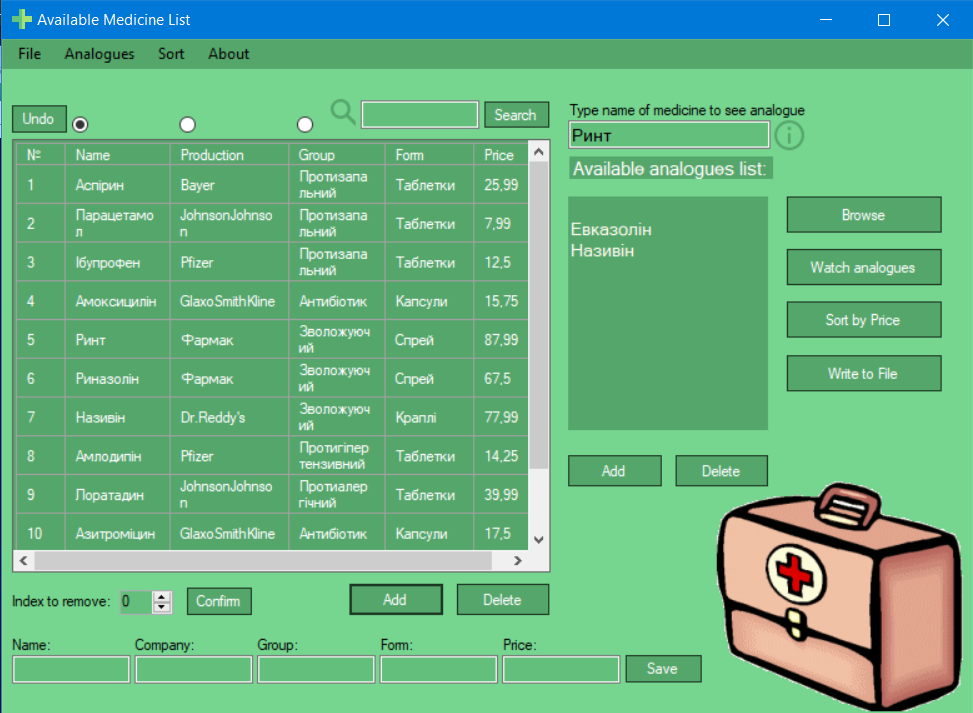 Available Medicine List
File Analogues Sort About
Undo
Search
№ Name Production Group Form Price
1 Аспірин Bayer Протизапальний Таблетки 25,99
2 Парацетамол JohnsonJohnson Протизапальний Таблетки 7,99
3 Ібупрофен Pfizer Протизапальний Таблетки 12,5
4 Амоксицилін GlaxoSmithKline Антибіотик Капсули 15,75
5 Ринт Фармак Зволожуючий Спрей 87,99
6 Риназолін Фармак Зволожуючий Спрей 67,5
7 Називін Dr.Reddy's Зволожуючий Краплі 77,99
8 Амлодипін Pfizer Протигіпертензивний Таблетки 14,25
9 Лоратадин JohnsonJohnson Протиалергічний Таблетки 39,99
10 Азитроміцин GlaxoSmithKline Антибіотик Капсули 17,5
Index to remove: 0 Confirm
Add Delete
Name: Company: Group: Form: Price:
Save
Type name of medicine to see analogue
Ринт
Available analogues list:
Евказолін
Називін
Browse
Watch analogues
Sort by Price
Write to File
Add Delete